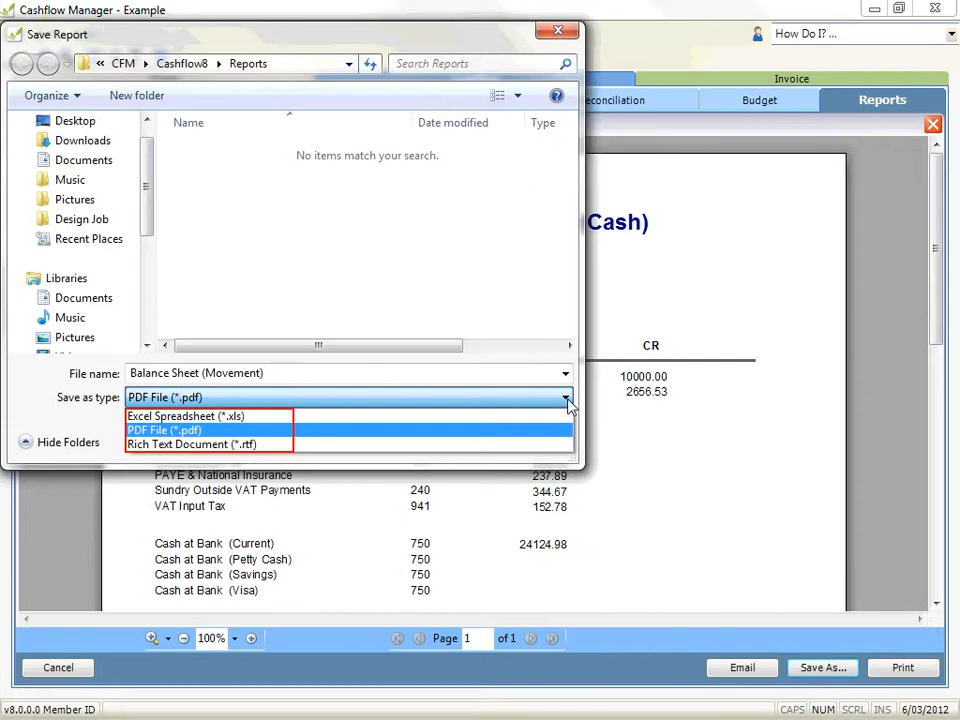 Cashflow Manager - Example
Save Report
How Do I? ...
« CFM Cashflow8 Reports
Search Reports
Invoice
Organize
New folder
econciliation
Budget
Reports
Name
Date modified
Type
Desktop
Downloads
Documents
Music
Pictures
Design Job
Recent Places
Libraries
Documents
Music
Pictures
No items match your search.
Cash)
CR
10000.00
2656.53
File name: Balance Sheet (Movement)
Save as type: PDF File (*.pdf)
Excel Spreadsheet (*.xls)
PDF File (*.pdf)
Rich Text Document (*.rtf)
Hide Folders
PAYE & National Insurance 237.89
Sundry Outside VAT Payments 240 344.67
VAT Input Tax 941 152.78
Cash at Bank (Current) 750 24124.98
Cash at Bank (Petty Cash) 750
Cash at Bank (Savings) 750
Cash at Bank (Visa) 750
100%
Page 1 of 1
Cancel
Email
Save As...
Print
v8.0.0.0 Member ID
CAPS NUM SCRL INS 6/03/2012